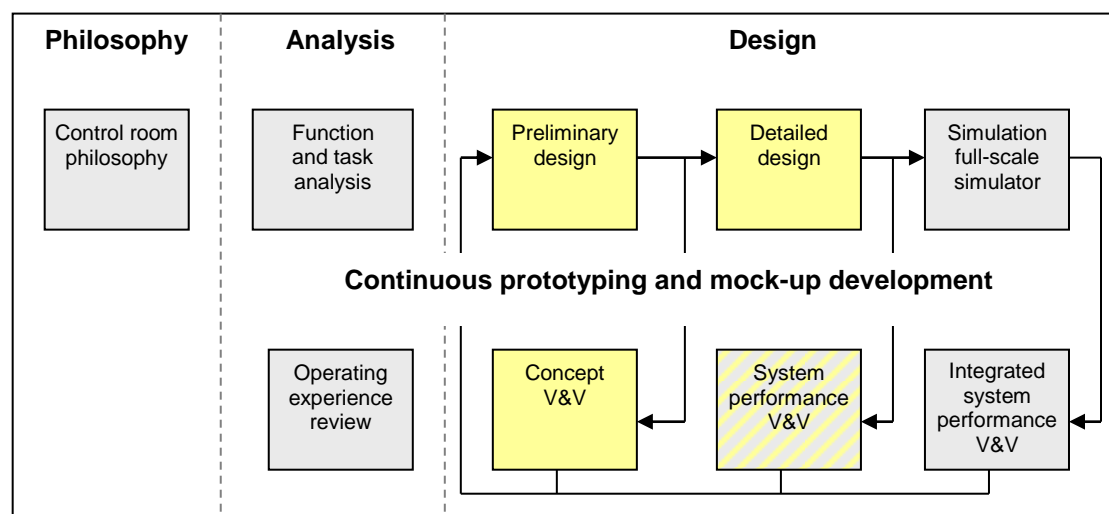 Philosophy
Analysis
Design
Control room
philosophy
Function
and task
analysis
Preliminary
design
Detailed
design
Simulation
full-scale
simulator
Continuous prototyping and mock-up development
Operating
experience
review
Concept
V&V
System
performance
V&V
Integrated
system
performance
V&V